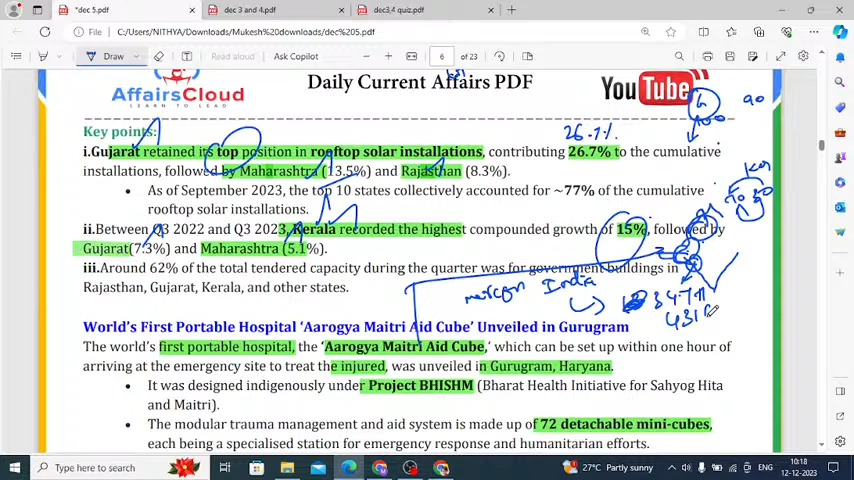 *dec 5.pdf
dec 3 and 4.pdf
dec3,4 quiz.pdf
File
C:/Users/NITHYA/Downloads/Mukesh%20downloads/dec%205.pdf
Draw
Read aloud
Ask Copilot
6 of 23
AFFAIRSCLOUD
LEARN TO LEAD
Daily Current Affairs PDF
YouTube
90
100
26.7%
Key points:
i.Gujarat retained its top position in rooftop solar installations, contributing 26.7% to the cumulative
installations, followed by Maharashtra (13.5%) and Rajasthan (8.3%).
• As of September 2023, the top 10 states collectively accounted for ~77% of the cumulative
rooftop solar installations.
ii.Between Q3 2022 and Q3 2023, Kerala recorded the highest compounded growth of 15%, followed by
Gujarat(7.3%) and Maharashtra (5.1%).
iii.Around 62% of the total tendered capacity during the quarter was for government buildings in
Rajasthan, Gujarat, Kerala, and other states.
mercom India
World's First Portable Hospital 'Aarogya Maitri Aid Cube' Unveiled in Gurugram
The world's first portable hospital, the 'Aarogya Maitri Aid Cube,' which can be set up within one hour of
arriving at the emergency site to treat the injured, was unveiled in Gurugram, Haryana.
• It was designed indigenously under Project BHISHM (Bharat Health Initiative for Sahyog Hita
and Maitri).
• The modular trauma management and aid system is made up of 72 detachable mini-cubes,
each being a specialised station for emergency response and humanitarian efforts.
Type here to search
27°C Partly sunny
ENG
10:18
12-12-2023